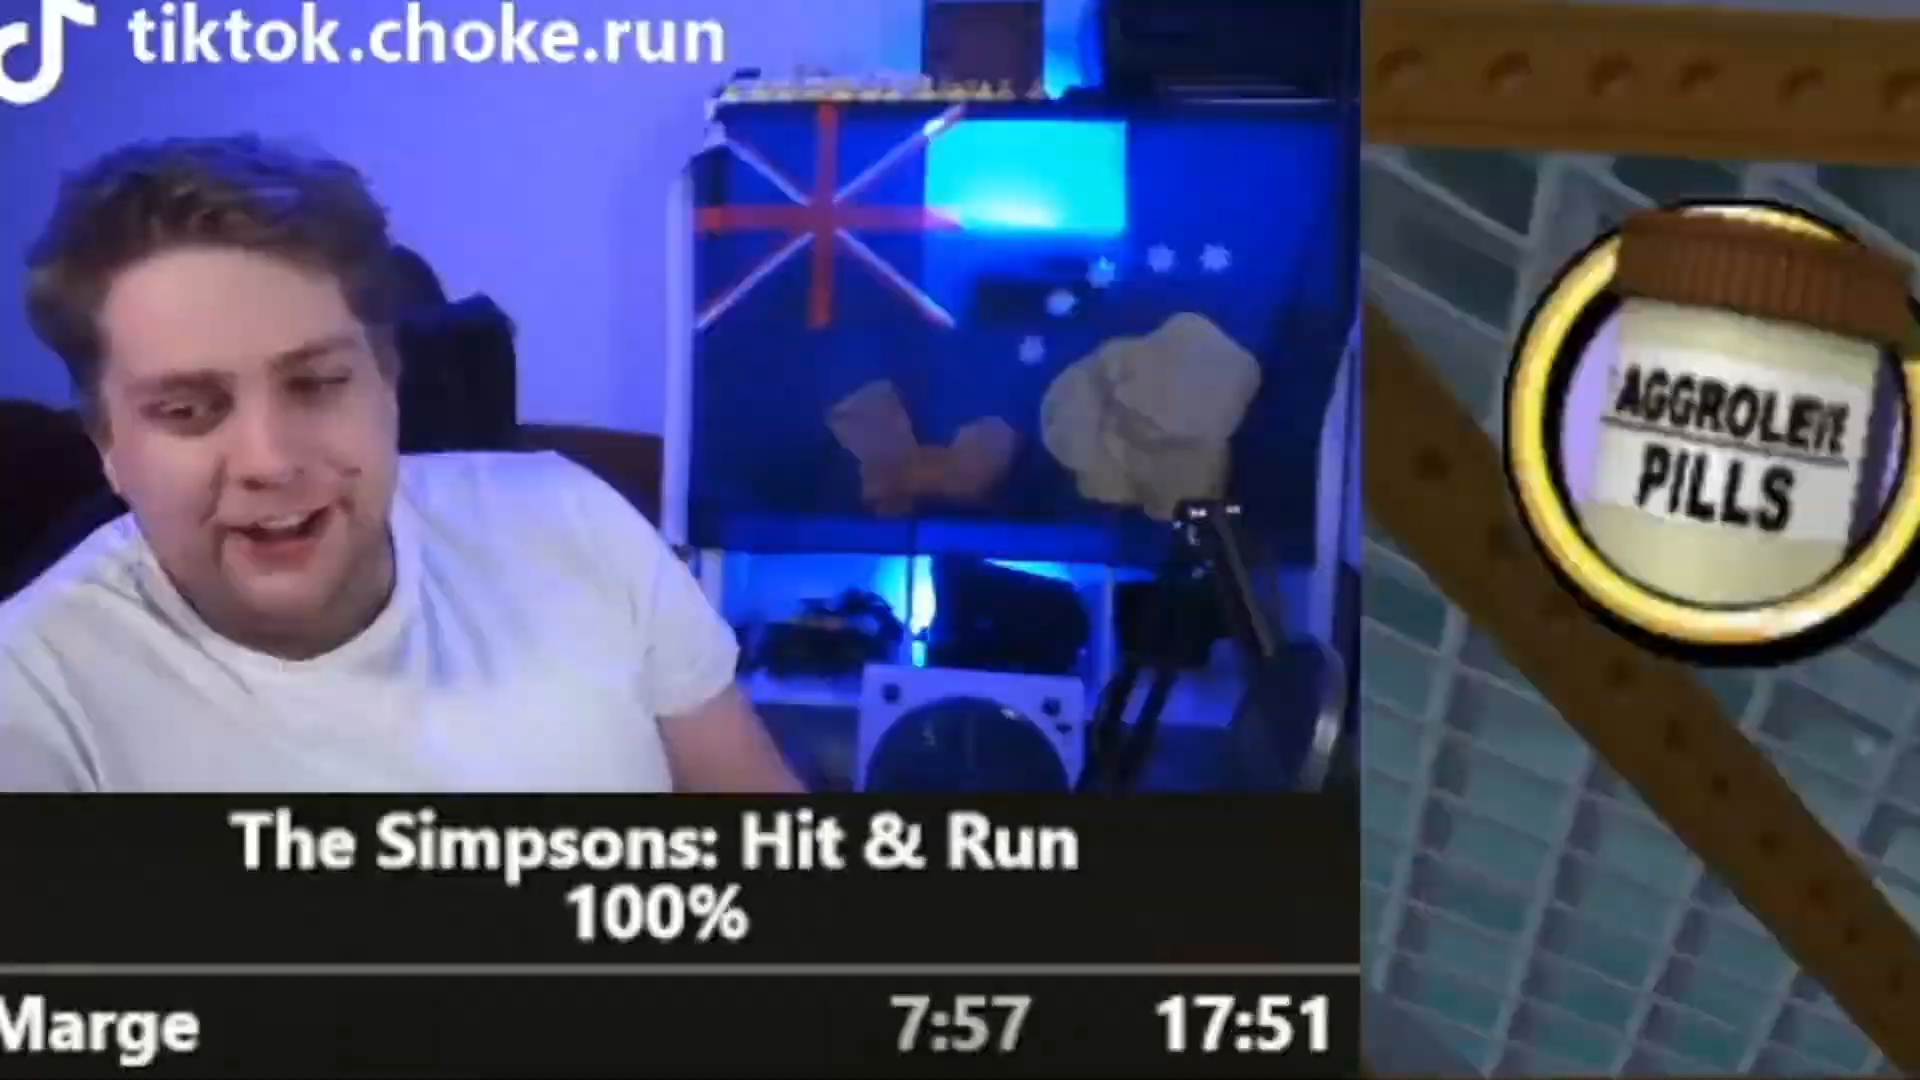 tiktok.choke.run
AGGROLEIT
PILLS
The Simpsons: Hit & Run
100%
Marge 7:57 17:51